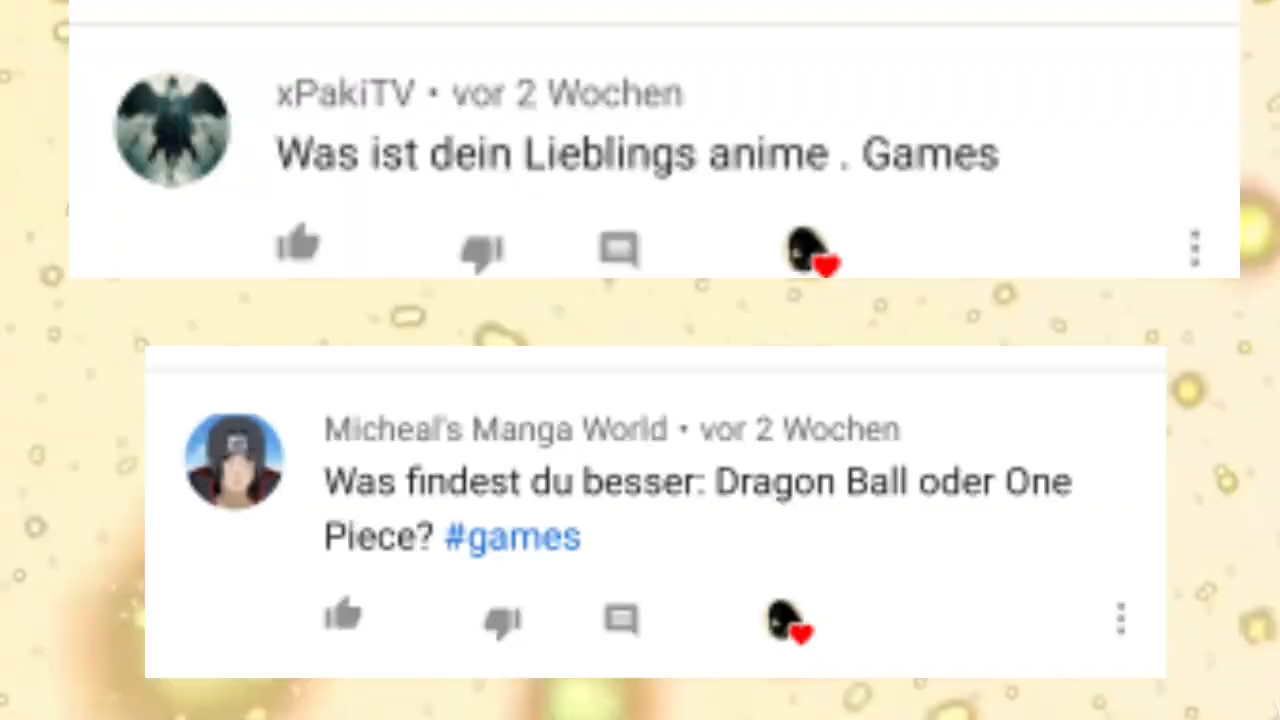 xPakiTV • vor 2 Wochen
Was ist dein Lieblings anime . Games
Micheal's Manga World • vor 2 Wochen
Was findest du besser: Dragon Ball oder One
Piece? #games